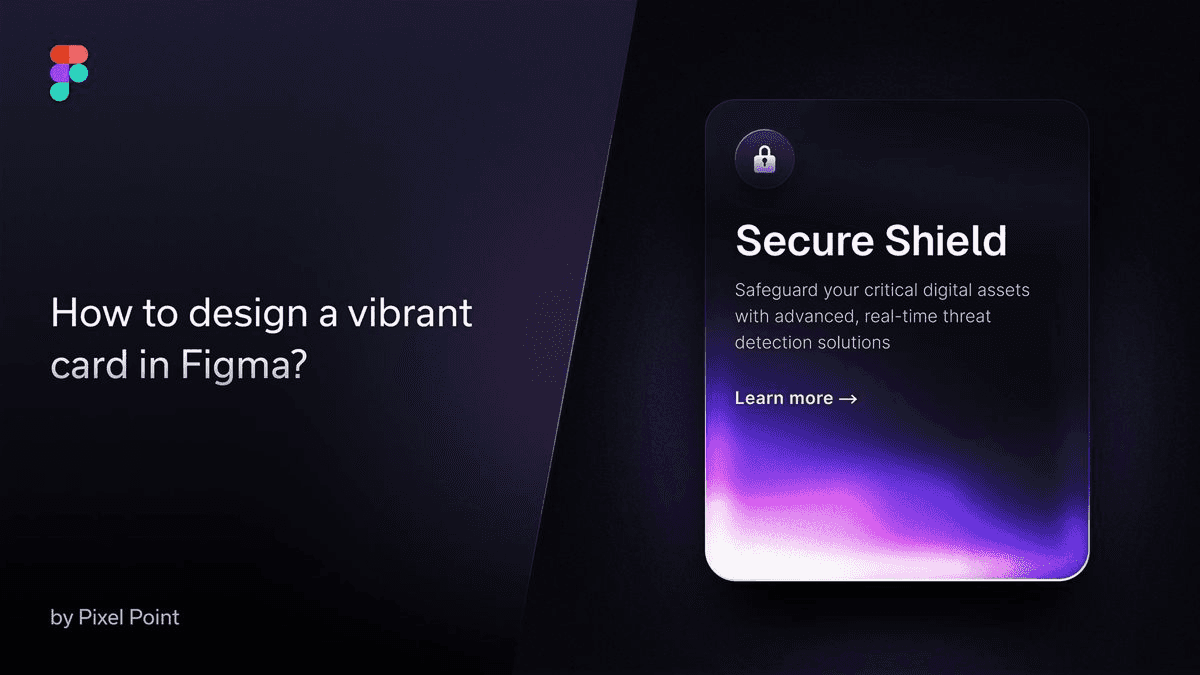 How to design a vibrant
card in Figma?
by Pixel Point
Secure Shield
Safeguard your critical digital assets
with advanced, real-time threat
detection solutions
Learn more →